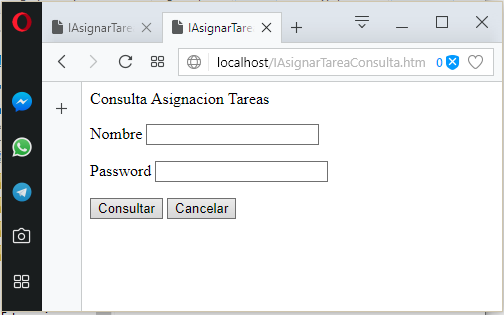 IAsignarTarea
IAsignarTarea
localhost/IAsignarTareaConsulta.htm
0
Consulta Asignacion Tareas
Nombre
Password
Consultar Cancelar